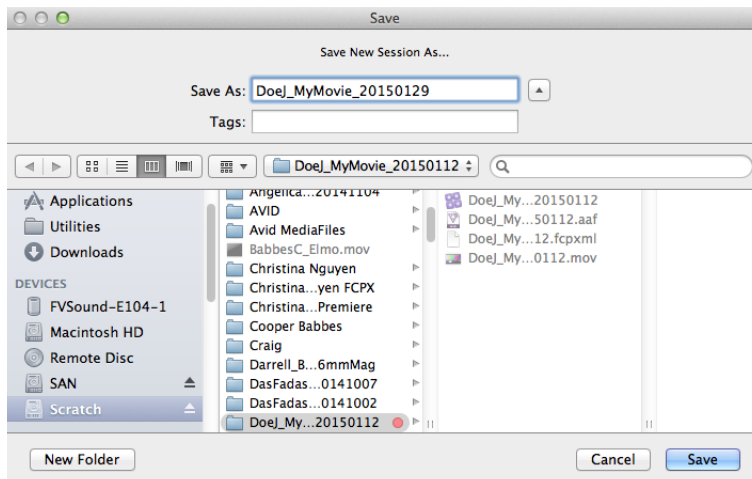 Save
Save New Session As...
Save As: DoeJ_MyMovie_20150129
Tags:
DoeJ_MyMovie_20150112
Applications
Utilities
Downloads
DEVICES
FVSound-E104-1
Macintosh HD
Remote Disc
SAN
Scratch
Angelica...20141104
AVID
Avid MediaFiles
BabbesC_Elmo.mov
Christina Nguyen
Christina...yen FCPX
Christina...Premiere
Cooper Babbes
Craig
Darrell_B...6mmMag
DasFadas...0141007
DasFadas...0141002
DoeJ_My...20150112
DoeJ_My...20150112
DoeJ_My...50112.aaf
DoeJ_My...12.fcpxml
DoeJ_My...0112.mov
New Folder
Cancel
Save